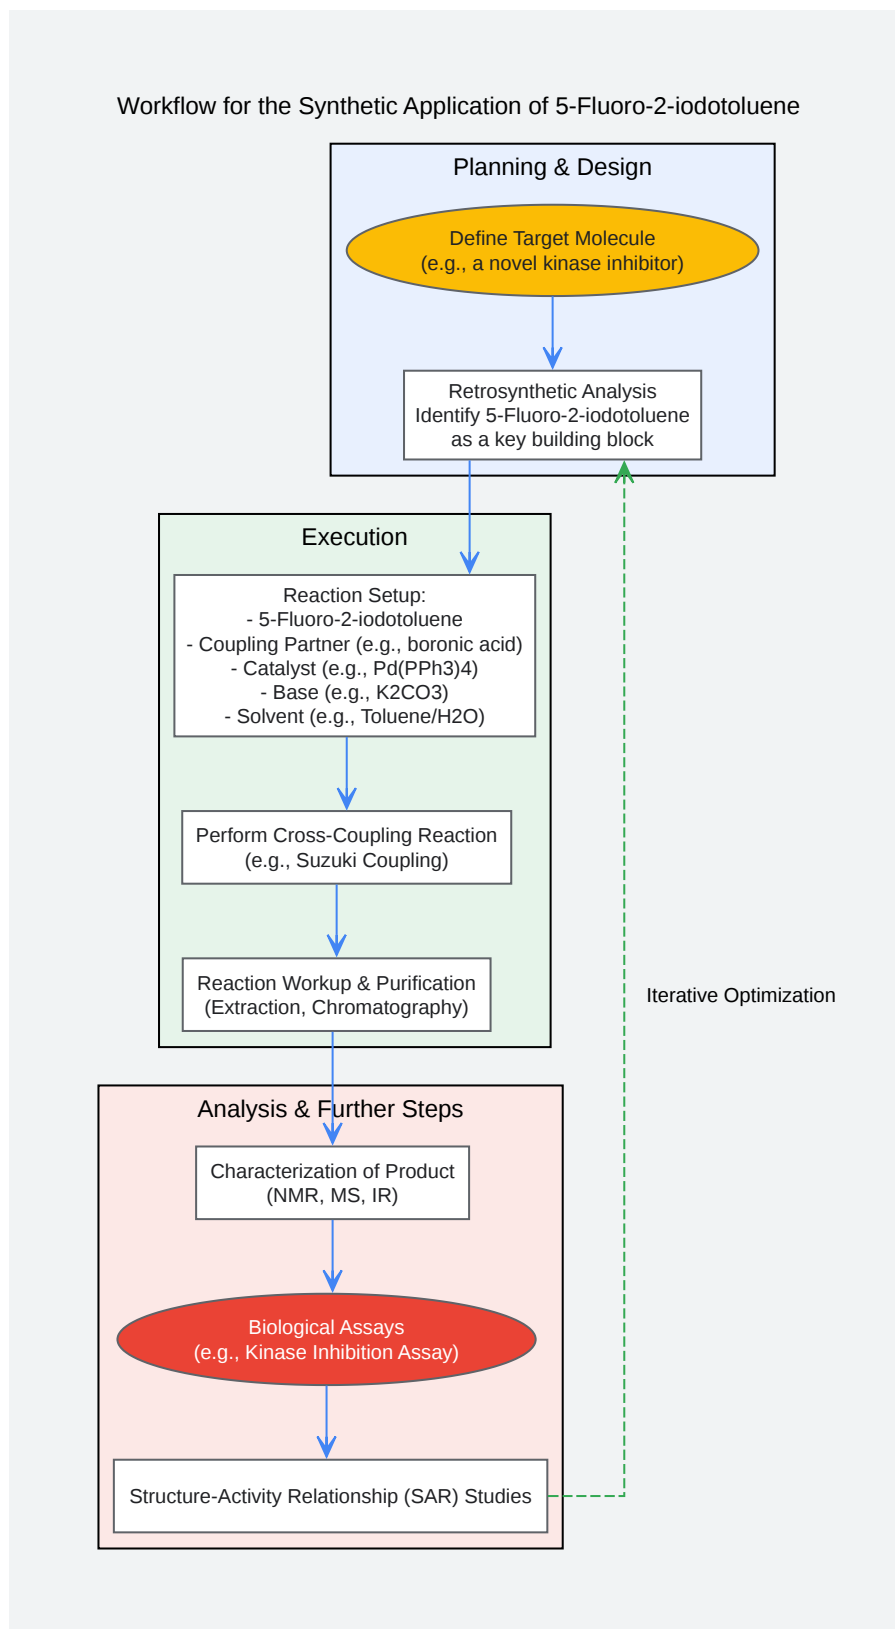 Workflow for the Synthetic Application of 5-Fluoro-2-iodotoluene
Planning & Design
Define Target Molecule
(e.g., a novel kinase inhibitor)
Retrosynthetic Analysis
Identify 5-Fluoro-2-iodotoluene
as a key building block
Execution
Reaction Setup:
- 5-Fluoro-2-iodotoluene
- Coupling Partner (e.g., boronic acid)
- Catalyst (e.g., Pd(PPh3)4)
- Base (e.g., K2CO3)
- Solvent (e.g., Toluene/H2O)
Perform Cross-Coupling Reaction
(e.g., Suzuki Coupling)
Reaction Workup & Purification
(Extraction, Chromatography)
Iterative Optimization
Analysis & Further Steps
Characterization of Product
(NMR, MS, IR)
Biological Assays
(e.g., Kinase Inhibition Assay)
Structure-Activity Relationship (SAR) Studies